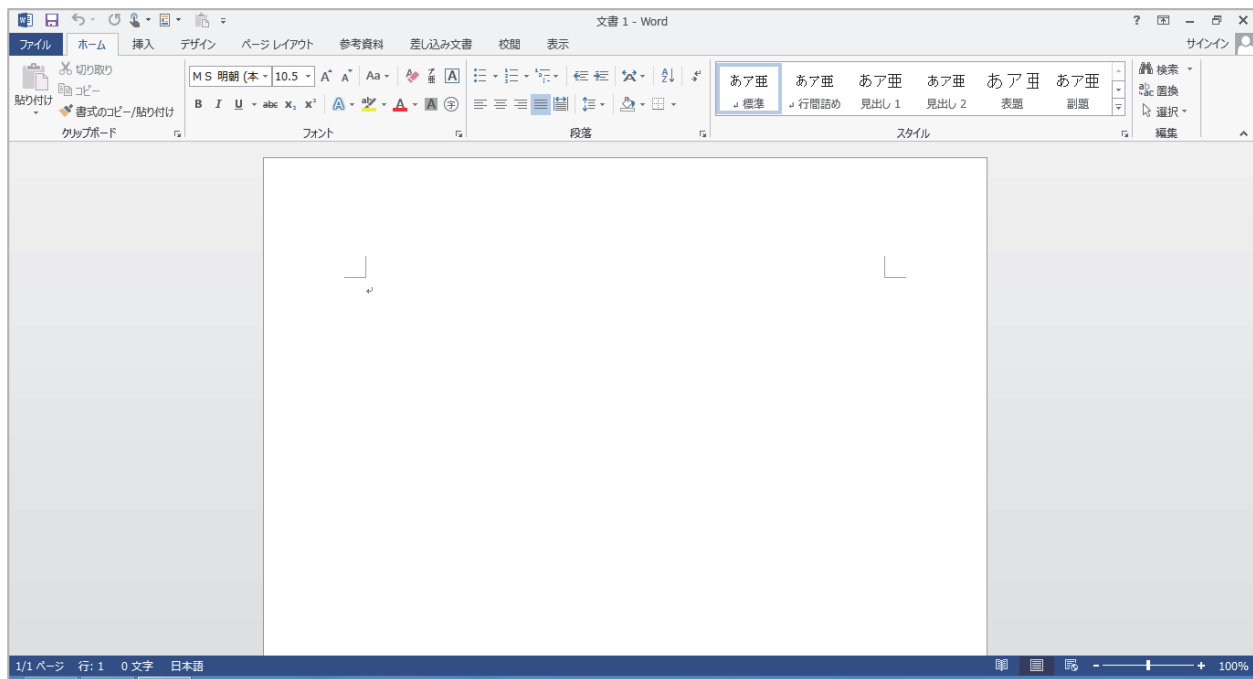 文書 1 - Word
?
ファイル ホーム 挿入 デザイン ページ レイアウト 参考資料 差し込み文書 校閲 表示 サインイン
切り取り
コピー
書式のコピー/貼り付け
貼り付け
クリップボード
ＭＳ 明朝 (本 10.5 A A Aa A
B I U abc x₂ x² A aby A A 字
フォント
段落
あア亜 あア亜 あア亜 あア亜 あア亜 あア亜
↲ 標準 ↲ 行間詰め 見出し 1 見出し 2 表題 副題
スタイル
検索
置換
選択
編集
1/1 ページ 行: 1 0 文字 日本語 100%